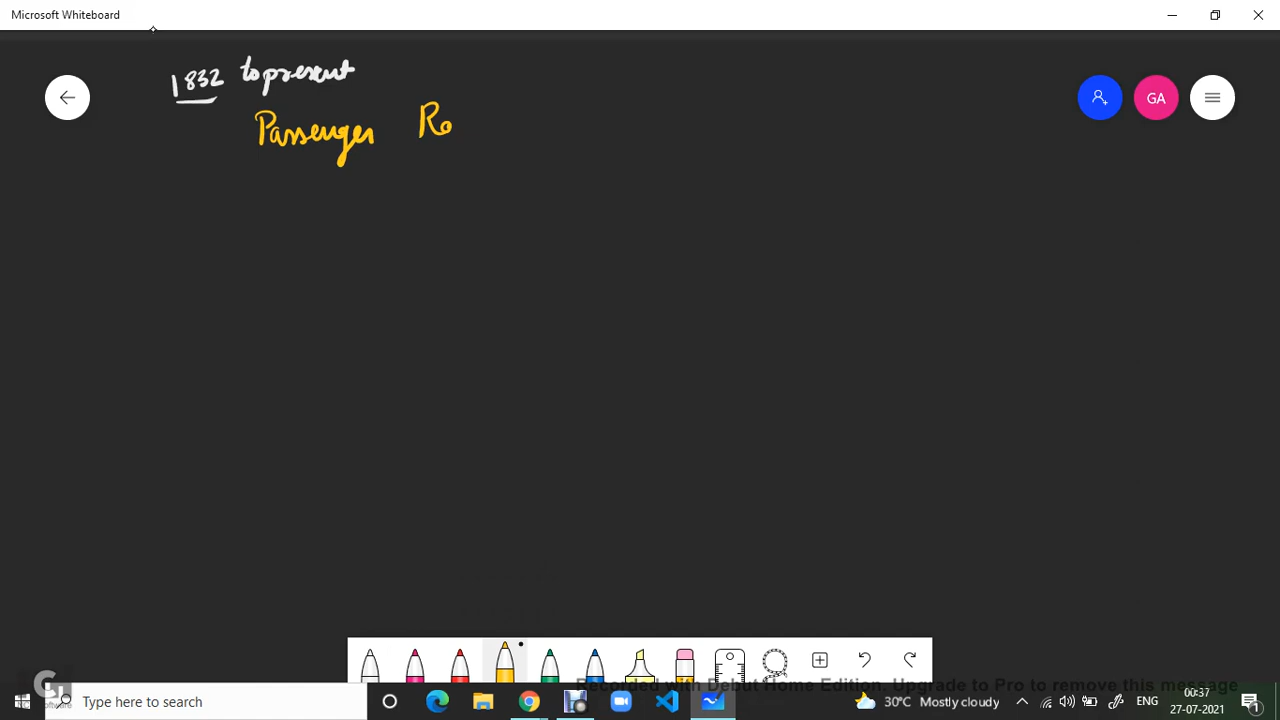 Microsoft Whiteboard
1832 to present
Passenger Ro
GA
Recorded with Debut Home Edition. Upgrade to Pro to remove this message
Type here to search
30°C Mostly cloudy
ENG
00:37
27-07-2021
1